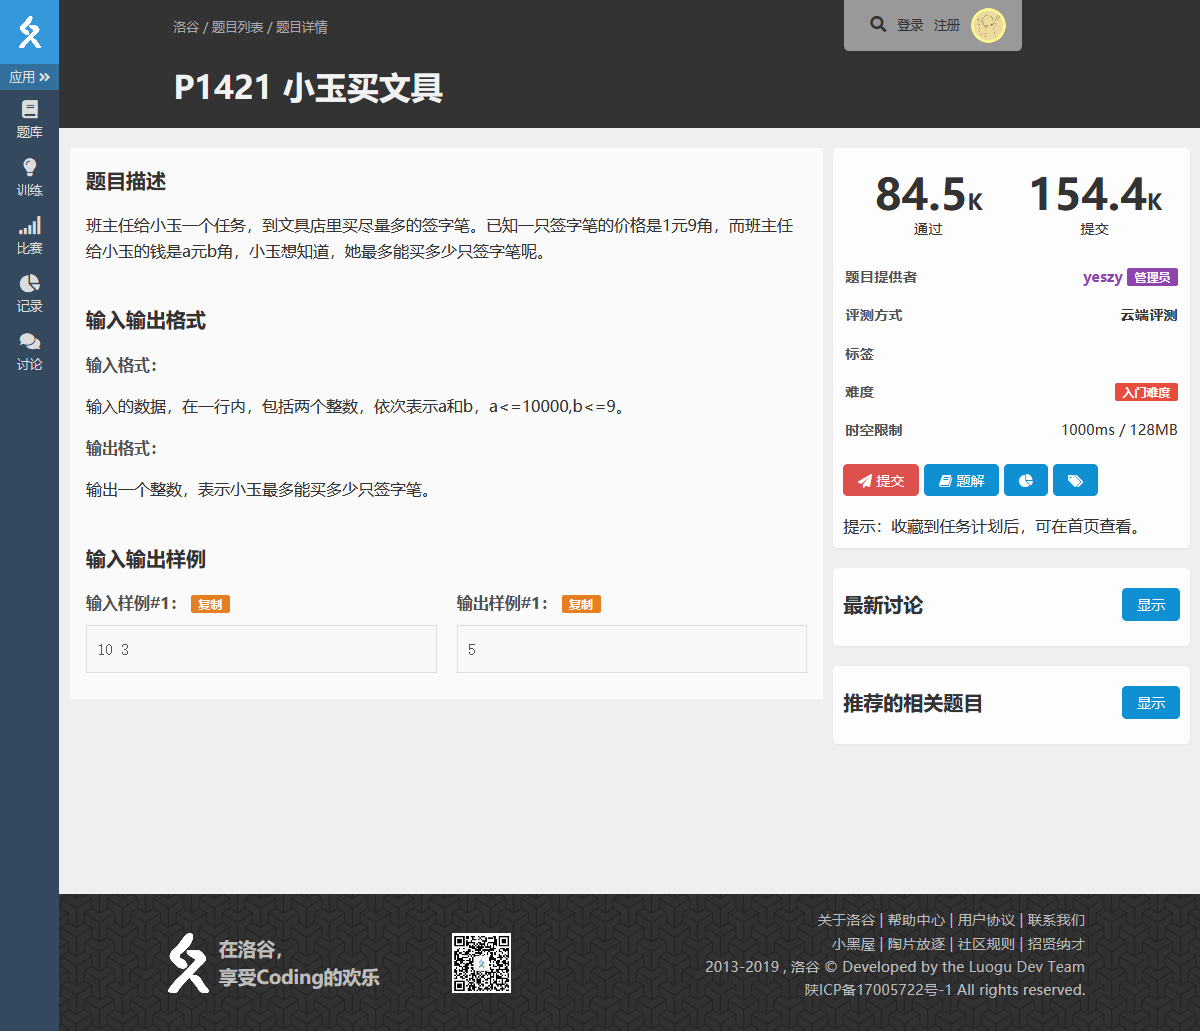 洛谷 / 题目列表 / 题目详情
登录 注册
应用
P1421 小玉买文具
题库
训练
比赛
记录
讨论
题目描述
班主任给小玉一个任务，到文具店里买尽量多的签字笔。已知一只签字笔的价格是1元9角，而班主任
给小玉的钱是a元b角，小玉想知道，她最多能买多少只签字笔呢。
输入输出格式
输入格式：
输入的数据，在一行内，包括两个整数，依次表示a和b，a<=10000,b<=9。
输出格式：
输出一个整数，表示小玉最多能买多少只签字笔。
输入输出样例
输入样例#1： 复制
10 3
输出样例#1： 复制
5
84.5K
通过
154.4K
提交
题目提供者 yeszy 管理员
评测方式 云端评测
标签
难度 入门难度
时空限制 1000ms / 128MB
提交 题解
提示：收藏到任务计划后，可在首页查看。
最新讨论 显示
推荐的相关题目 显示
在洛谷，
享受Coding的欢乐
关于洛谷 | 帮助中心 | 用户协议 | 联系我们
小黑屋 | 陶片放逐 | 社区规则 | 招贤纳才
2013-2019 , 洛谷 © Developed by the Luogu Dev Team
陕ICP备17005722号-1 All rights reserved.